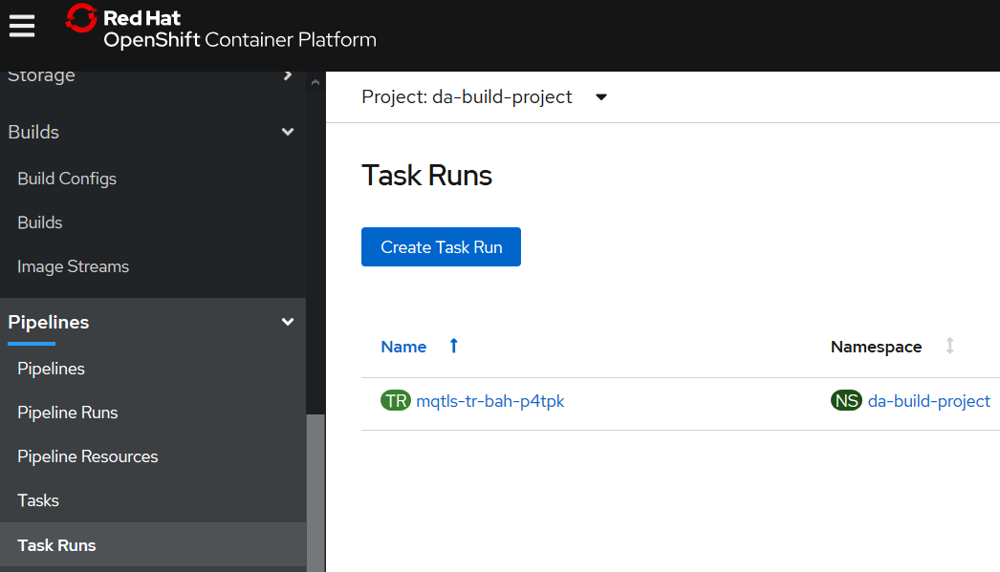 Red Hat
OpenShift Container Platform
Storage
Builds
Build Configs
Builds
Image Streams
Pipelines
Pipelines
Pipeline Runs
Pipeline Resources
Tasks
Task Runs
Project: da-build-project
Task Runs
Create Task Run
Name Namespace
TR mqtls-tr-bah-p4tpk NS da-build-project